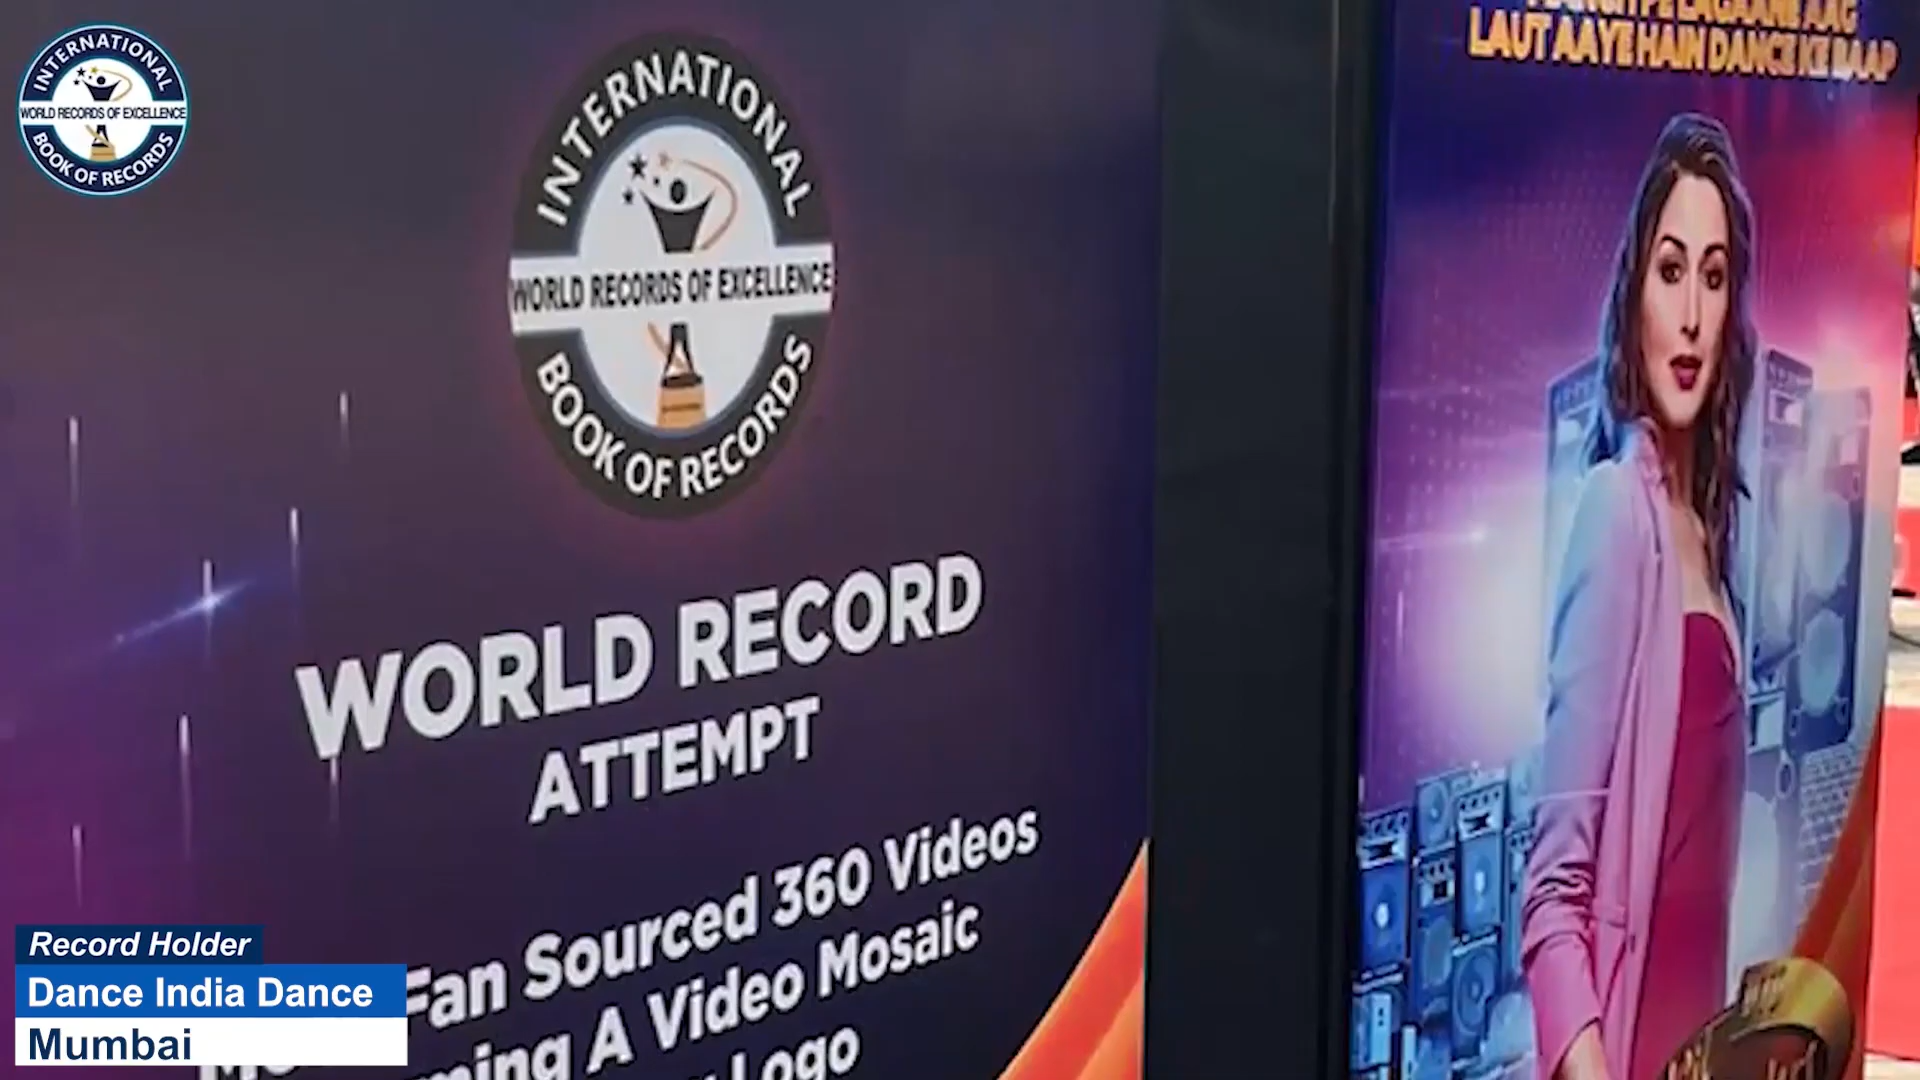 INTERNATIONAL
WORLD RECORDS OF EXCELLENCE
BOOK OF RECORDS
INTERNATIONAL
WORLD RECORDS OF EXCELLENCE
BOOK OF RECORDS
WORLD RECORD
ATTEMPT
Fan Sourced 360 Videos
A Video Mosaic
Logo
LAGAANE AAG
LAUT AAYE HAIN DANCE KE BAAP
Record Holder
Dance India Dance
Mumbai